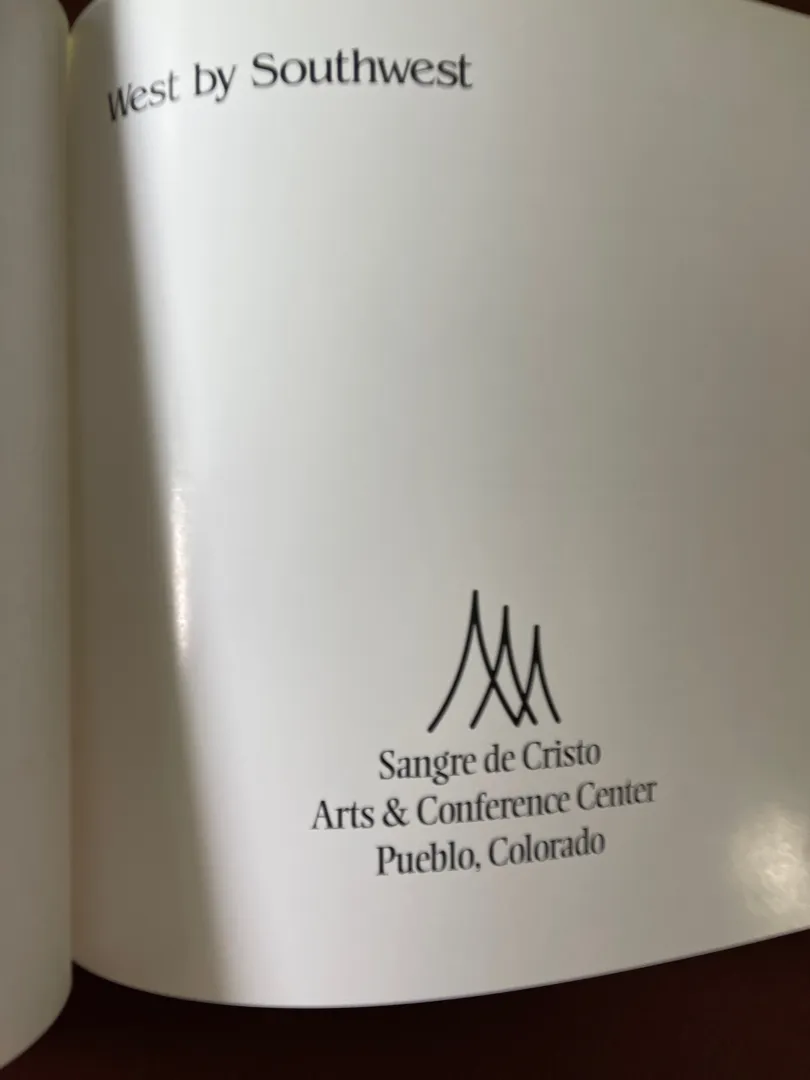 West by Southwest
Sangre de Cristo
Arts & Conference Center
Pueblo, Colorado